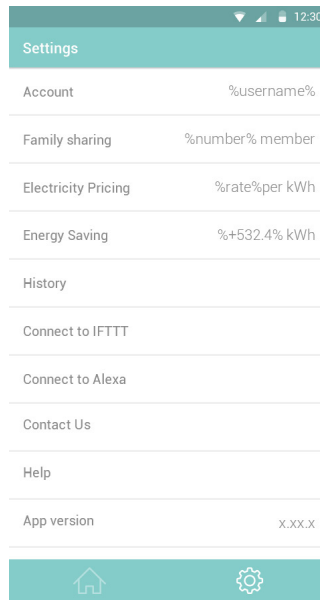 12:30
Settings
Account %username%
Family sharing %number% member
Electricity Pricing %rate%per kWh
Energy Saving %+532.4% kWh
History
Connect to IFTTT
Connect to Alexa
Contact Us
Help
App version x.xx.x